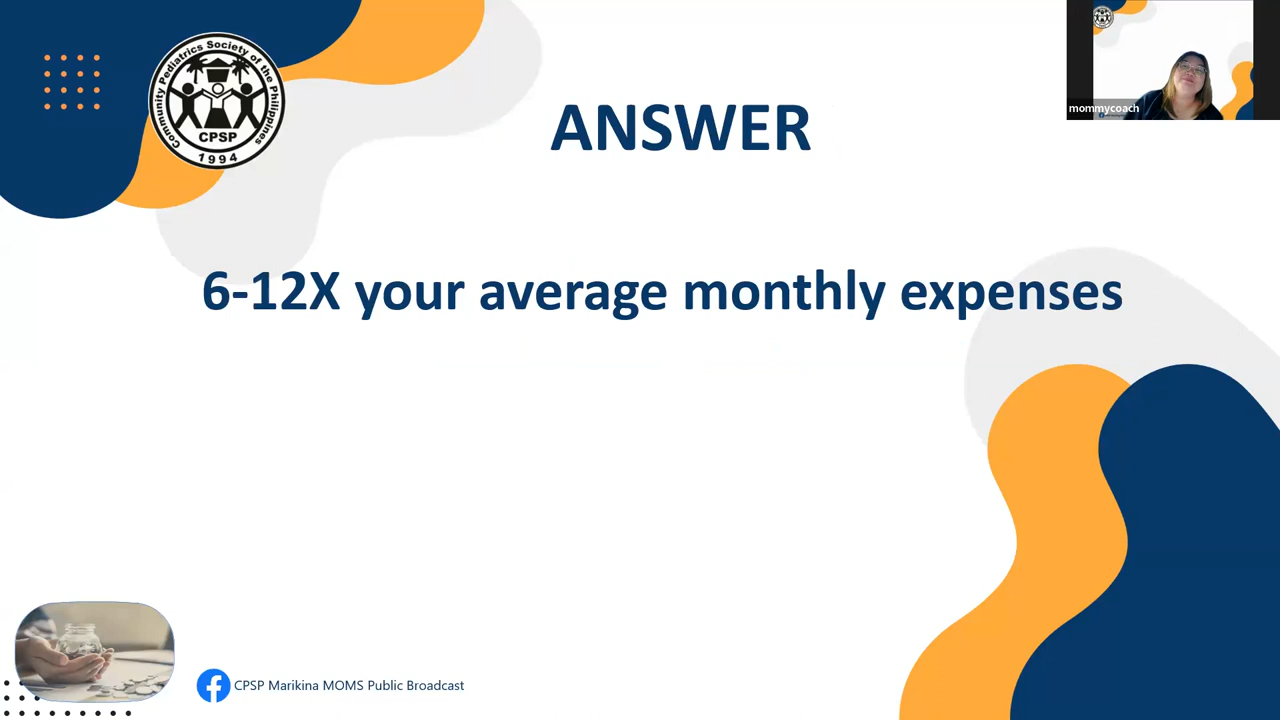 Community Pediatrics Society of the Philippines
CPSP
1994
mommycoach
ANSWER
6-12X your average monthly expenses
CPSP Marikina MOMS Public Broadcast